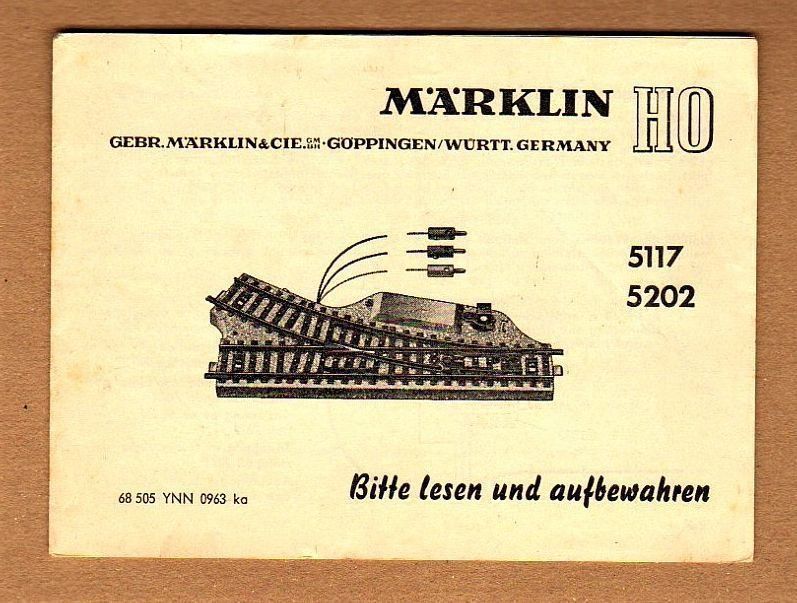 MÄRKLIN HO
GEBR. MÄRKLIN & CIE. GMBH · GÖPPINGEN/WÜRTT. GERMANY
5117
5202
68 505 YNN 0963 ka
Bitte lesen und aufbewahren